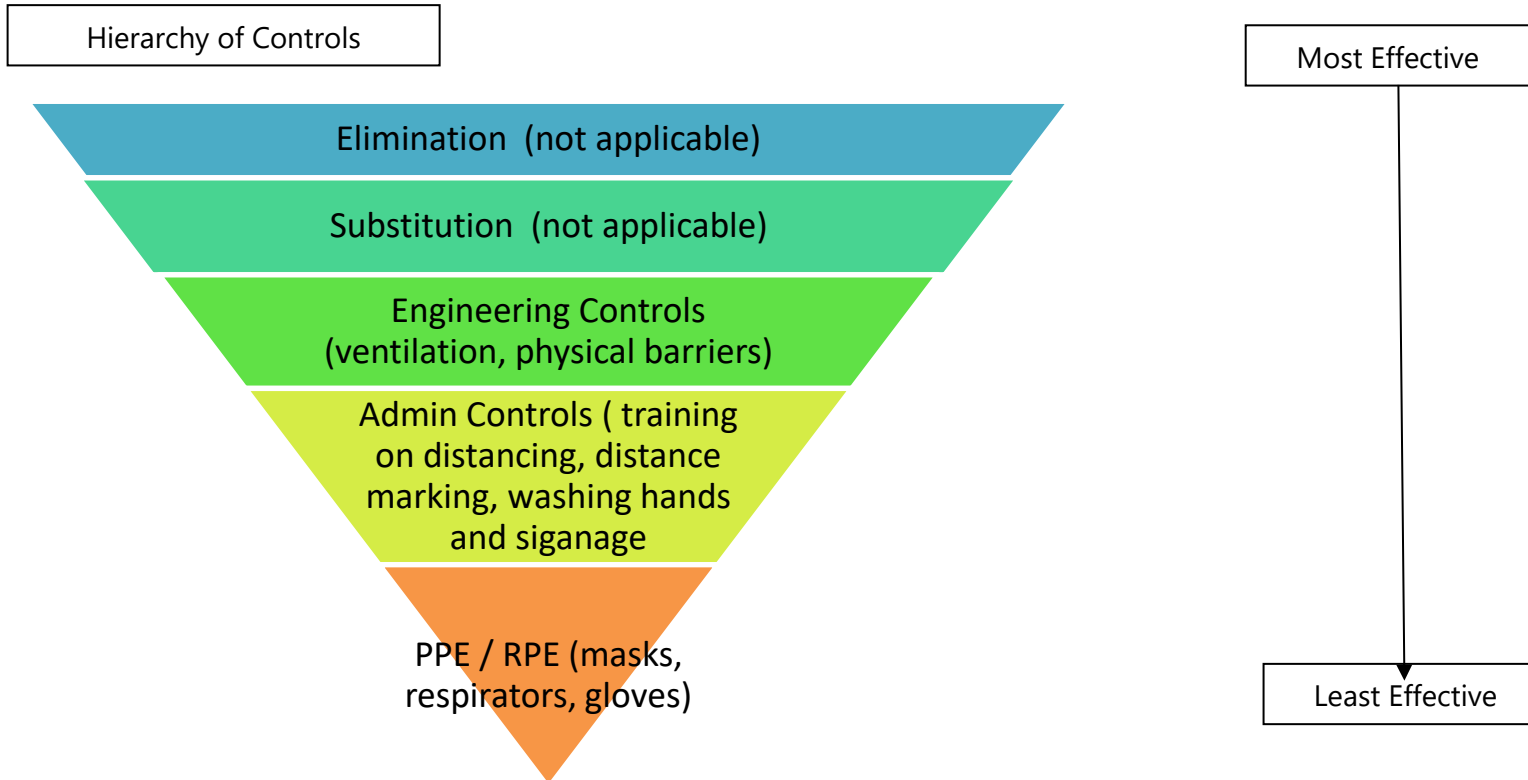 Hierarchy of Controls
Most Effective
Elimination (not applicable)
Substitution (not applicable)
Engineering Controls
(ventilation, physical barriers)
Admin Controls ( training
on distancing, distance
marking, washing hands
and siganage
PPE / RPE (masks,
respirators, gloves)
Least Effective